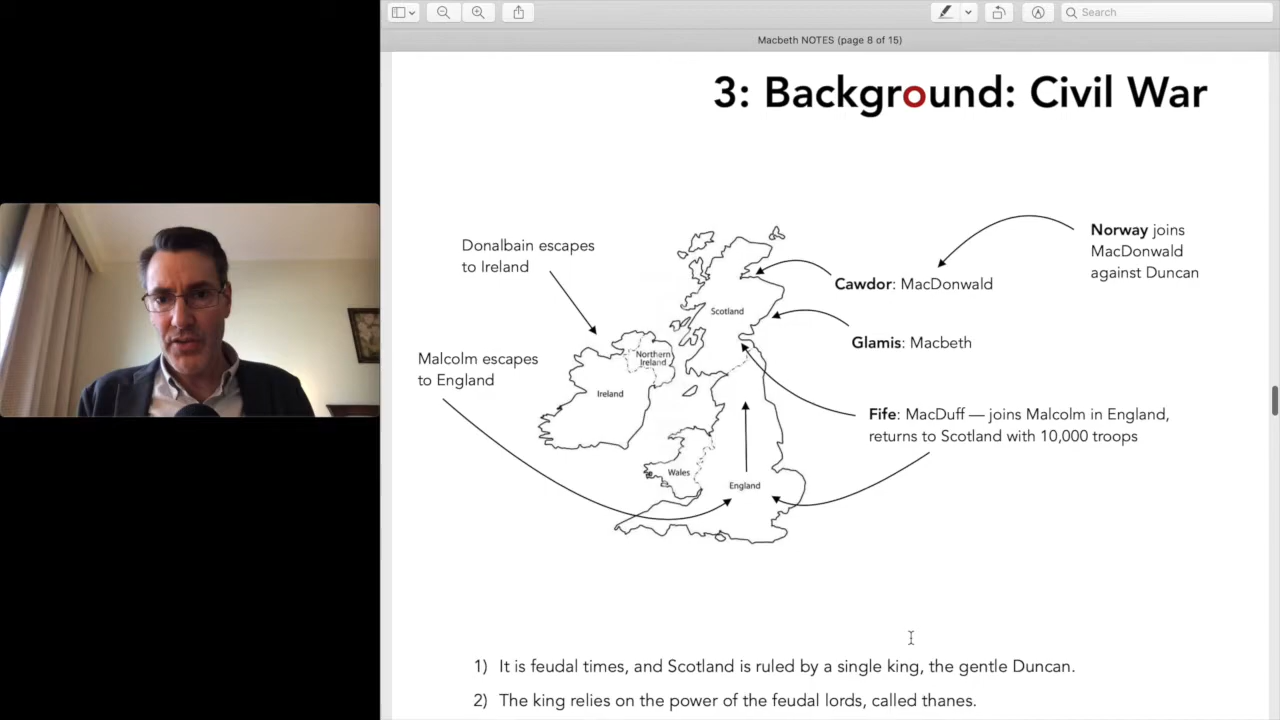 Search
Macbeth NOTES (page 8 of 15)
3: Background: Civil War
Donalbain escapes
to Ireland
Norway joins
MacDonwald
against Duncan
Cawdor: MacDonwald
Scotland
Glamis: Macbeth
Malcolm escapes
to England
Northern
Ireland
Ireland
Fife: MacDuff — joins Malcolm in England,
returns to Scotland with 10,000 troops
Wales
England
1) It is feudal times, and Scotland is ruled by a single king, the gentle Duncan.
2) The king relies on the power of the feudal lords, called thanes.